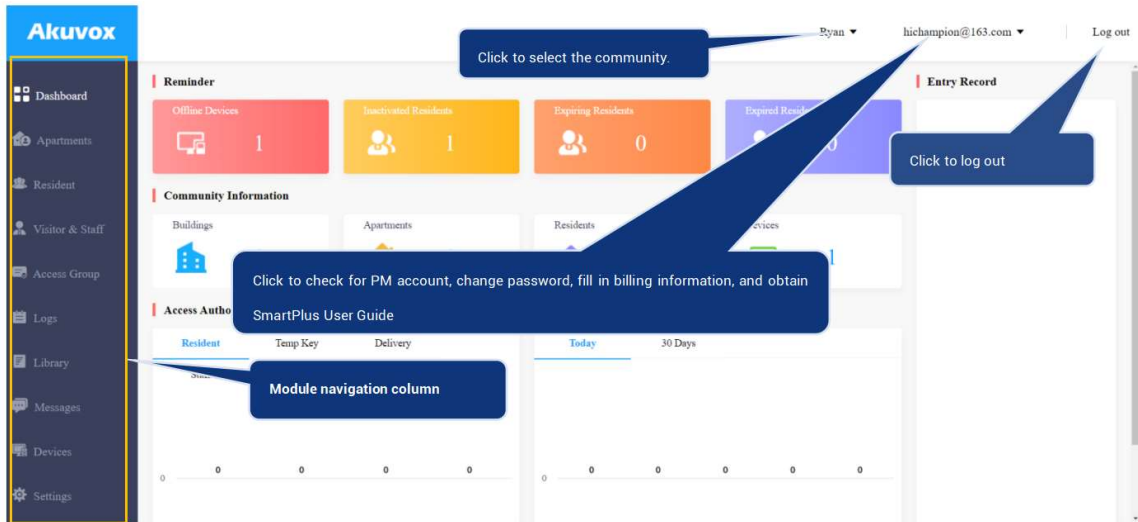 Akuvox
Ryan
hichampion@163.com
Log out
Click to select the community.
Dashboard
Apartments
Resident
Visitor & Staff
Access Group
Logs
Library
Messages
Devices
Settings
Reminder
Offline Devices
1
Inactivated Residents
1
Expiring Residents
0
Expired
Entry Record
Click to log out
Community Information
Buildings
Apartments
Residents
1
Click to check for PM account, change password, fill in billing information, and obtain
SmartPlus User Guide
Access
Resident Temp Key Delivery
Today 30 Days
Module navigation column
0 0 0 0 0
0 0 0 0 0 0